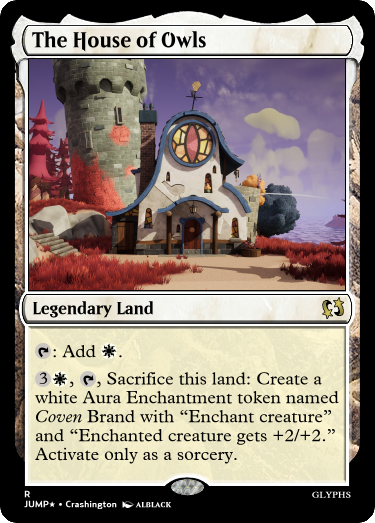 The House of Owls
Legendary Land
: Add .
3, , Sacrifice this land: Create a
white Aura Enchantment token named
Coven Brand with “Enchant creature”
and “Enchanted creature gets +2/+2.”
Activate only as a sorcery.
R
GLYPHS
JUMP★ • Crashington ALBLACK